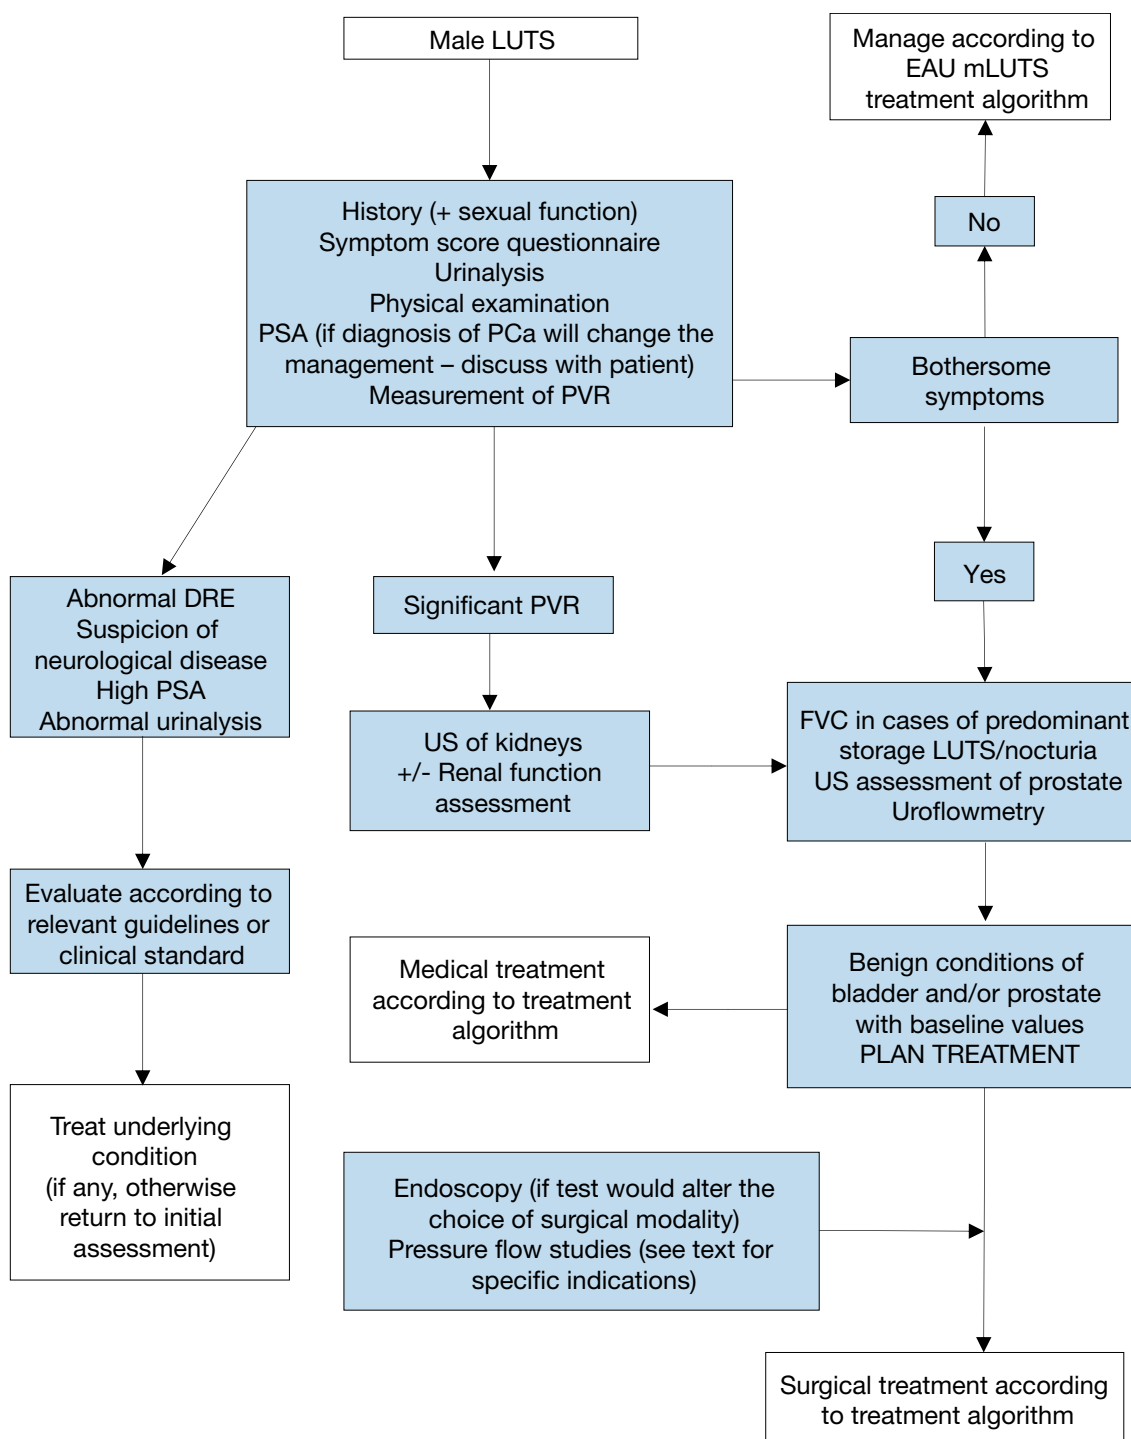 Male LUTS
Manage according to
EAU mLUTS
treatment algorithm
History (+ sexual function)
Symptom score questionnaire
Urinalysis
Physical examination
PSA (if diagnosis of PCa will change the
management – discuss with patient)
Measurement of PVR
No
Bothersome
symptoms
Yes
Abnormal DRE
Suspicion of
neurological disease
High PSA
Abnormal urinalysis
Significant PVR
US of kidneys
+/- Renal function
assessment
FVC in cases of predominant
storage LUTS/nocturia
US assessment of prostate
Uroflowmetry
Evaluate according to
relevant guidelines or
clinical standard
Medical treatment
according to treatment
algorithm
Benign conditions of
bladder and/or prostate
with baseline values
PLAN TREATMENT
Treat underlying
condition
(if any, otherwise
return to initial
assessment)
Endoscopy (if test would alter the
choice of surgical modality)
Pressure flow studies (see text for
specific indications)
Surgical treatment according
to treatment algorithm